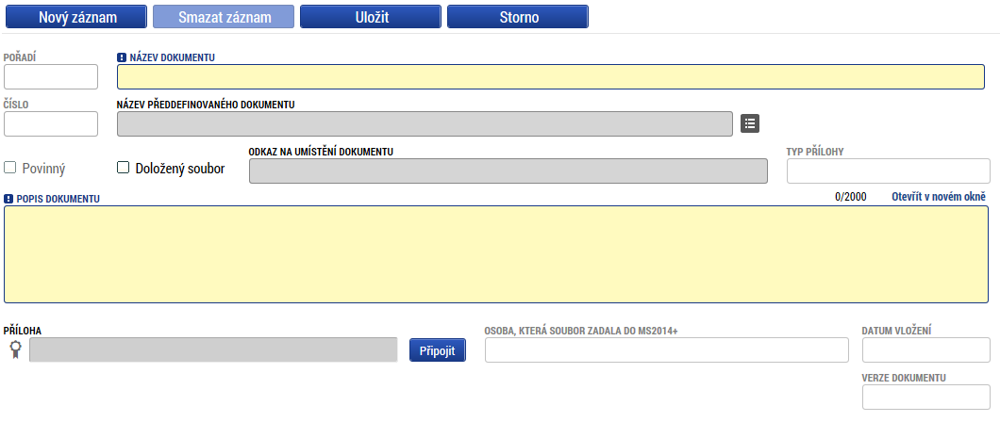 Nový záznam Smazat záznam Uložit Storno
POŘADÍ NÁZEV DOKUMENTU
ČÍSLO NÁZEV PŘEDDEFINOVANÉHO DOKUMENTU
ODKAZ NA UMÍSTĚNÍ DOKUMENTU TYP PŘÍLOHY
Povinný Doložený soubor
POPIS DOKUMENTU 0/2000 Otevřít v novém okně
PŘÍLOHA OSOBA, KTERÁ SOUBOR ZADALA DO MS2014+ DATUM VLOŽENÍ
Připojit
VERZE DOKUMENTU